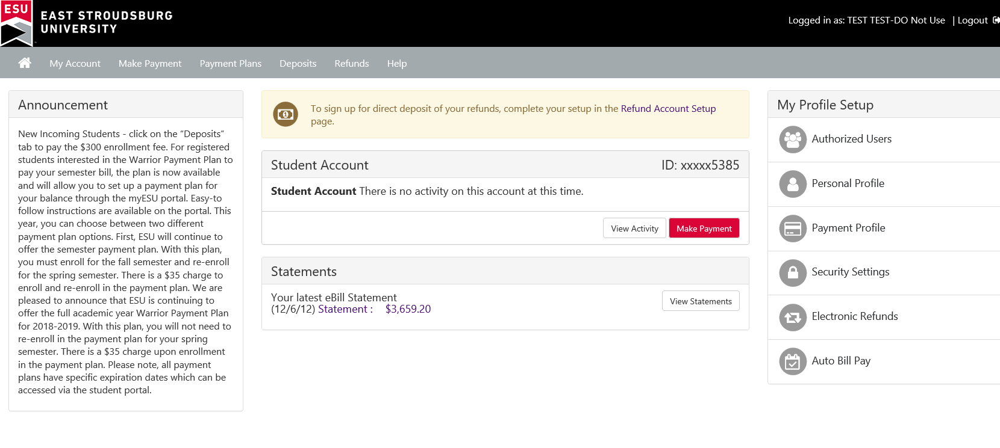 ESU
EAST STROUDSBURG
UNIVERSITY
Logged in as: TEST TEST-DO Not Use | Logout
My Account Make Payment Payment Plans Deposits Refunds Help
Announcement
New Incoming Students - click on the “Deposits”
tab to pay the $300 enrollment fee. For registered
students interested in the Warrior Payment Plan to
pay your semester bill, the plan is now available
and will allow you to set up a payment plan for
your balance through the myESU portal. Easy-to
follow instructions are available on the portal. This
year, you can choose between two different
payment plan options. First, ESU will continue to
offer the semester payment plan. With this plan,
you must enroll for the fall semester and re-enroll
for the spring semester. There is a $35 charge to
enroll and re-enroll in the payment plan. We are
pleased to announce that ESU is continuing to
offer the full academic year Warrior Payment Plan
for 2018-2019. With this plan, you will not need to
re-enroll in the payment plan for your spring
semester. There is a $35 charge upon enrollment
in the payment plan. Please note, all payment
plans have specific expiration dates which can be
accessed via the student portal.
To sign up for direct deposit of your refunds, complete your setup in the Refund Account Setup
page.
Student Account ID: xxxxx5385
Student Account There is no activity on this account at this time.
View Activity Make Payment
Statements
Your latest eBill Statement
(12/6/12) Statement : $3,659.20
View Statements
My Profile Setup
Authorized Users
Personal Profile
Payment Profile
Security Settings
Electronic Refunds
Auto Bill Pay